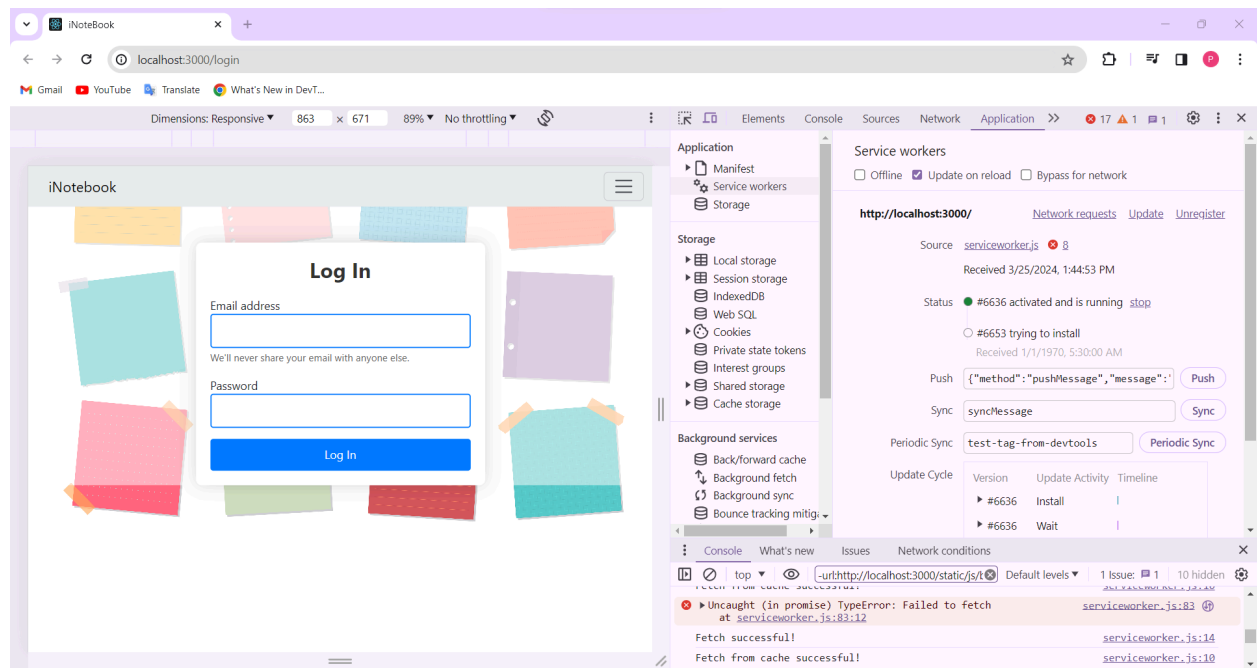 iNoteBook
localhost:3000/login
P
Gmail YouTube Translate What's New in DevT...
Dimensions: Responsive 863 × 671 89% No throttling
Elements Console Sources Network Application 17 1 1
iNotebook
Log In
Email address
We'll never share your email with anyone else.
Password
Log In
Application
Manifest
Service workers
Storage
Storage
Local storage
Session storage
IndexedDB
Web SQL
Cookies
Private state tokens
Interest groups
Shared storage
Cache storage
Background services
Back/forward cache
Background fetch
Background sync
Bounce tracking mitiga
Service workers
Offline Update on reload Bypass for network
http://localhost:3000/ Network requests Update Unregister
Source serviceworker.js 8
Received 3/25/2024, 1:44:53 PM
Status #6636 activated and is running stop
#6653 trying to install
Received 1/1/1970, 5:30:00 AM
Push {"method":"pushMessage","message":' Push
Sync syncMessage Sync
Periodic Sync test-tag-from-devtools Periodic Sync
Update Cycle Version Update Activity Timeline
#6636 Install
#6636 Wait
Console What's new Issues Network conditions
top -url:http://localhost:3000/static/js/b Default levels 1 Issue: 1 10 hidden
Fetch from cache successful! serviceworker.js:10
Uncaught (in promise) TypeError: Failed to fetch serviceworker.js:83
at serviceworker.js:83:12
Fetch successful! serviceworker.js:14
Fetch from cache successful! serviceworker.js:10